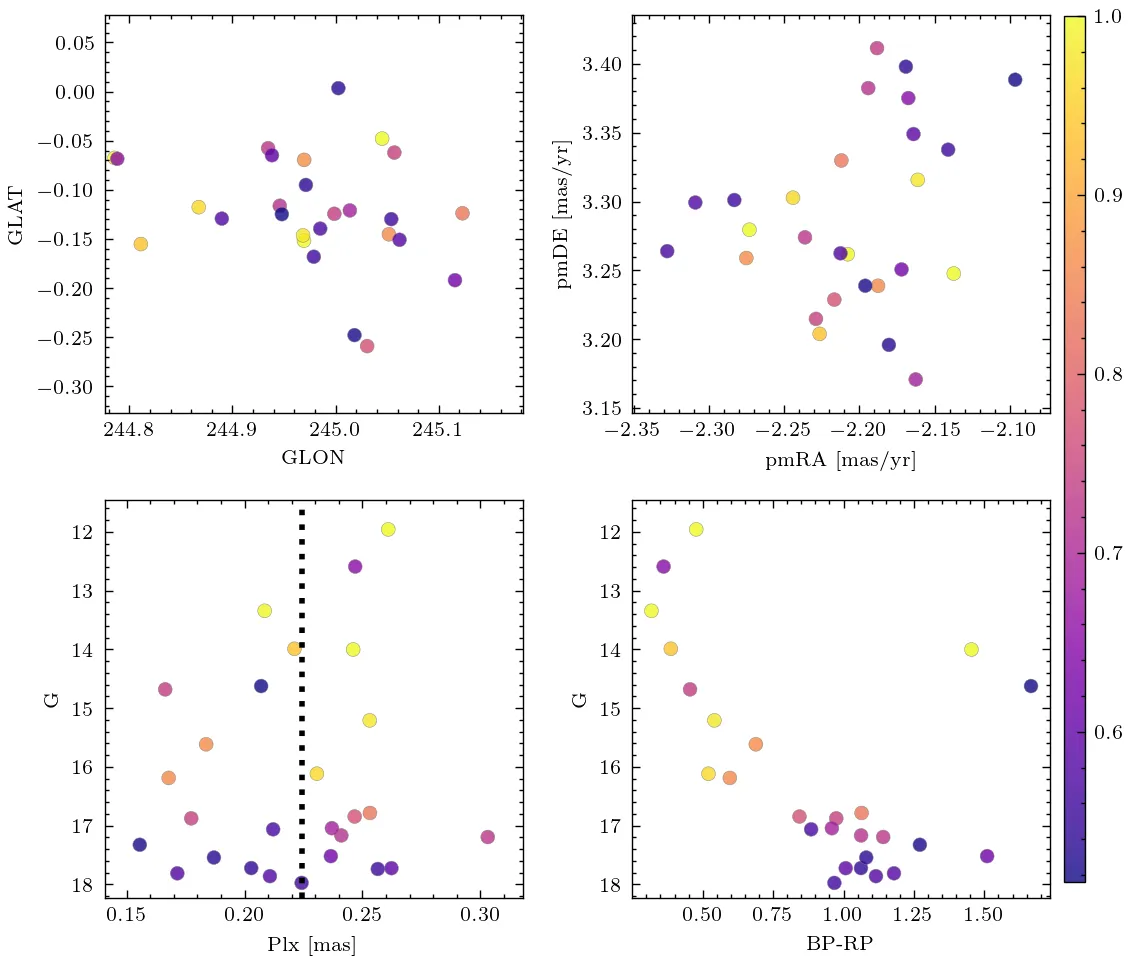 0.05
0.00
−0.05
−0.10
−0.15
−0.20
−0.25
−0.30
GLAT
244.8 244.9 245.0 245.1
GLON
3.40
3.35
3.30
3.25
3.20
3.15
pmDE [mas/yr]
−2.35 −2.30 −2.25 −2.20 −2.15 −2.10
pmRA [mas/yr]
12
13
14
15
16
17
18
G
0.15 0.20 0.25 0.30
Plx [mas]
12
13
14
15
16
17
18
G
0.50 0.75 1.00 1.25 1.50
BP-RP
1.0
0.9
0.8
0.7
0.6